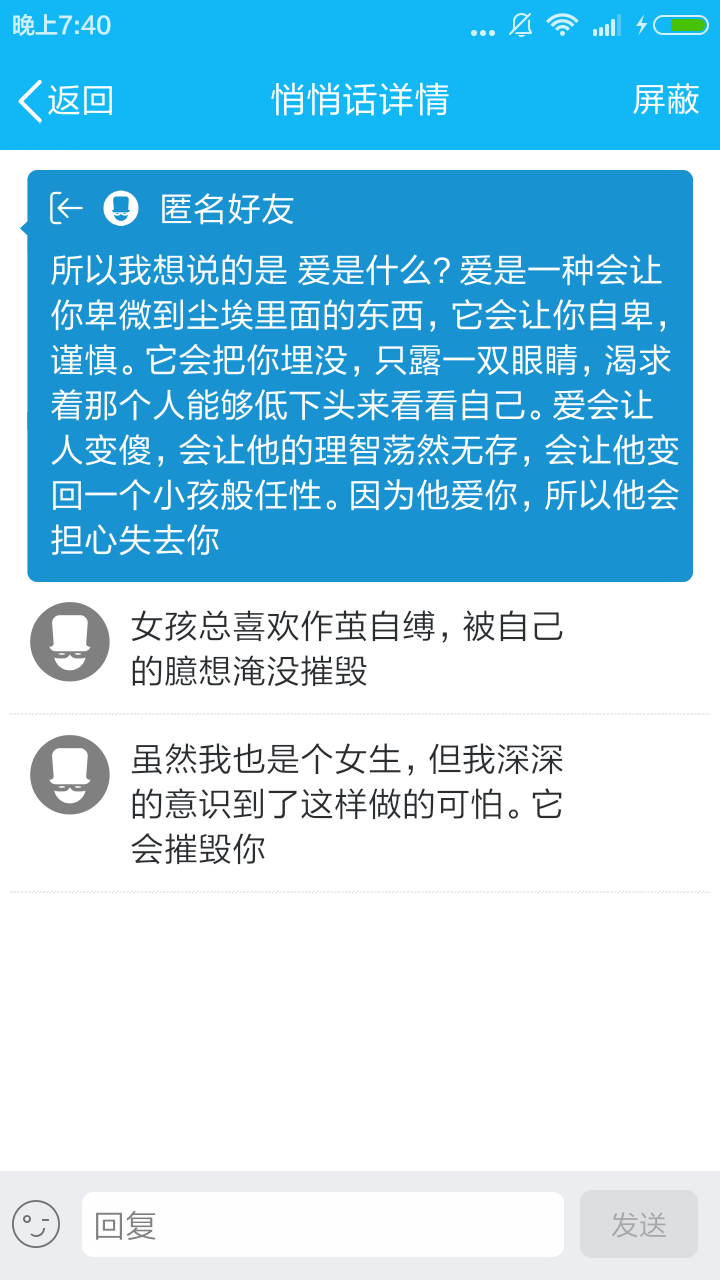 晚上7:40
返回
悄悄话详情
屏蔽
匿名好友
所以我想说的是 爱是什么？爱是一种会让
你卑微到尘埃里面的东西，它会让你自卑，
谨慎。它会把你埋没，只露一双眼睛，渴求
着那个人能够低下头来看看自己。爱会让
人变傻，会让他的理智荡然无存，会让他变
回一个小孩般任性。因为他爱你，所以他会
担心失去你
女孩总喜欢作茧自缚，被自己
的臆想淹没摧毁
虽然我也是个女生，但我深深
的意识到了这样做的可怕。它
会摧毁你
回复
发送